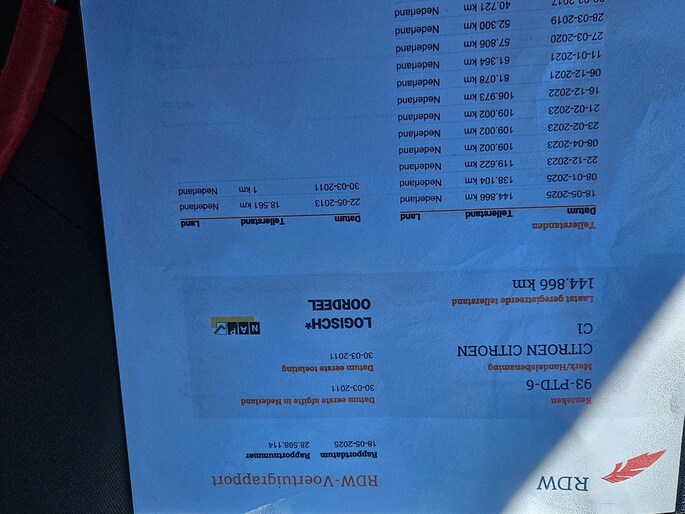 RDW
RDW-Voertuigrapport
Rapportdatum Rapportnummer
18-05-2025 28.598.114
Kenteken Datum eerste afgifte in Nederland
93-PTD-6 30-03-2011
Merk/Handelsbenaming Datum eerste toelating
CITROEN CITROEN 30-03-2011
C1
Laatst geregistreerde tellerstand
144.866 km
LOGISCH*
OORDEEL
NAP
Tellerstanden
Datum Tellerstand Land
18-05-2025 144.866 km Nederland
08-01-2025 138.104 km Nederland
22-12-2023 119.622 km Nederland
08-04-2023 109.002 km Nederland
23-02-2023 109.002 km Nederland
21-02-2023 109.002 km Nederland
16-12-2022 106.973 km Nederland
06-12-2021 81.078 km Nederland
11-01-2021 61.364 km Nederland
27-03-2020 57.806 km Nederland
28-03-2019 52.300 km Nederland
2017 40.721 km Nederland
Datum Tellerstand Land
22-05-2013 18.561 km Nederland
30-03-2011 1 km Nederland